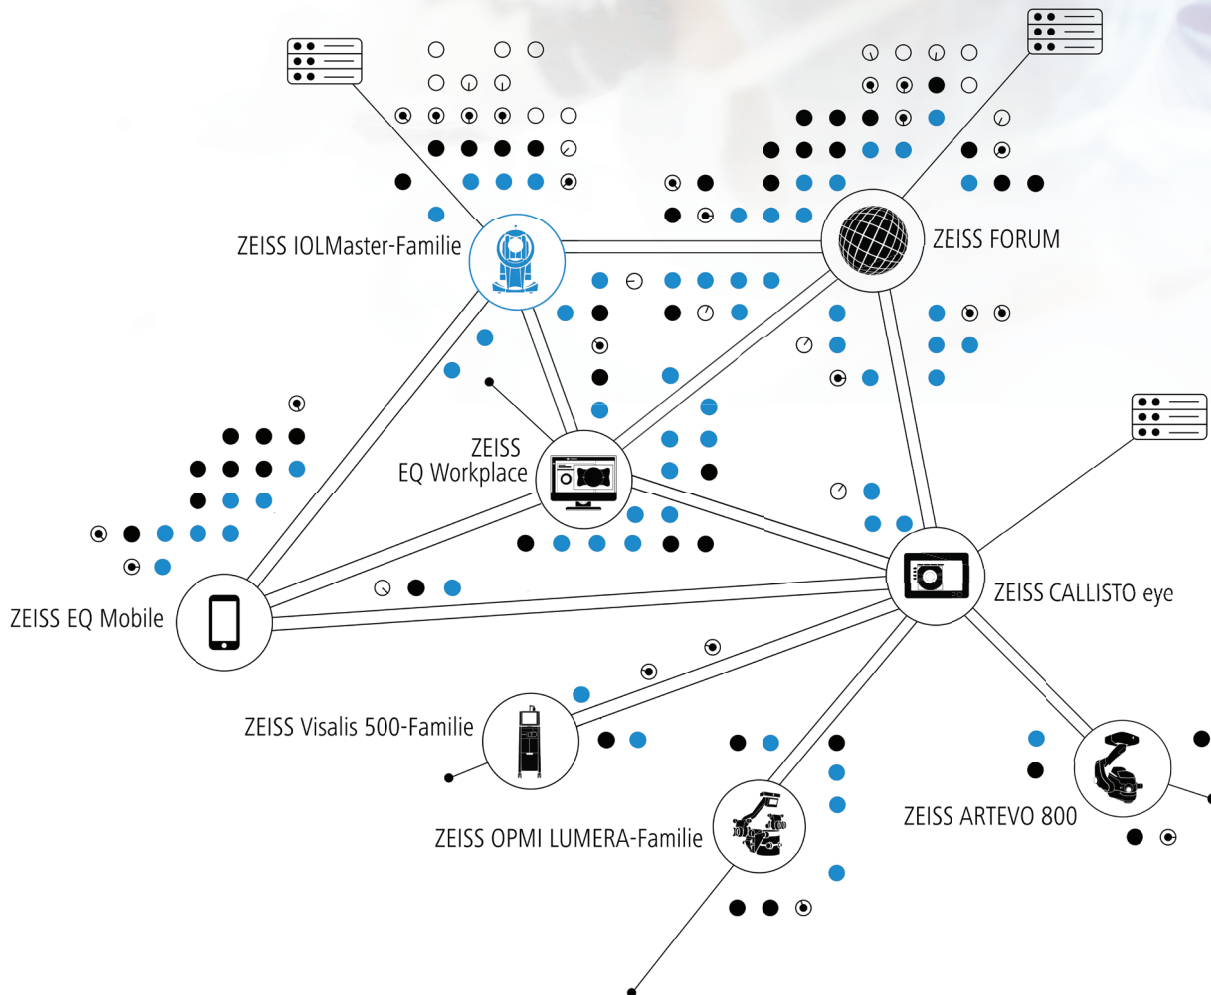 ZEISS IOLMaster-Familie
ZEISS FORUM
ZEISS
EQ Workplace
ZEISS EQ Mobile
ZEISS CALLISTO eye
ZEISS Visalis 500-Familie
ZEISS OPMI LUMERA-Familie
ZEISS ARTEVO 800